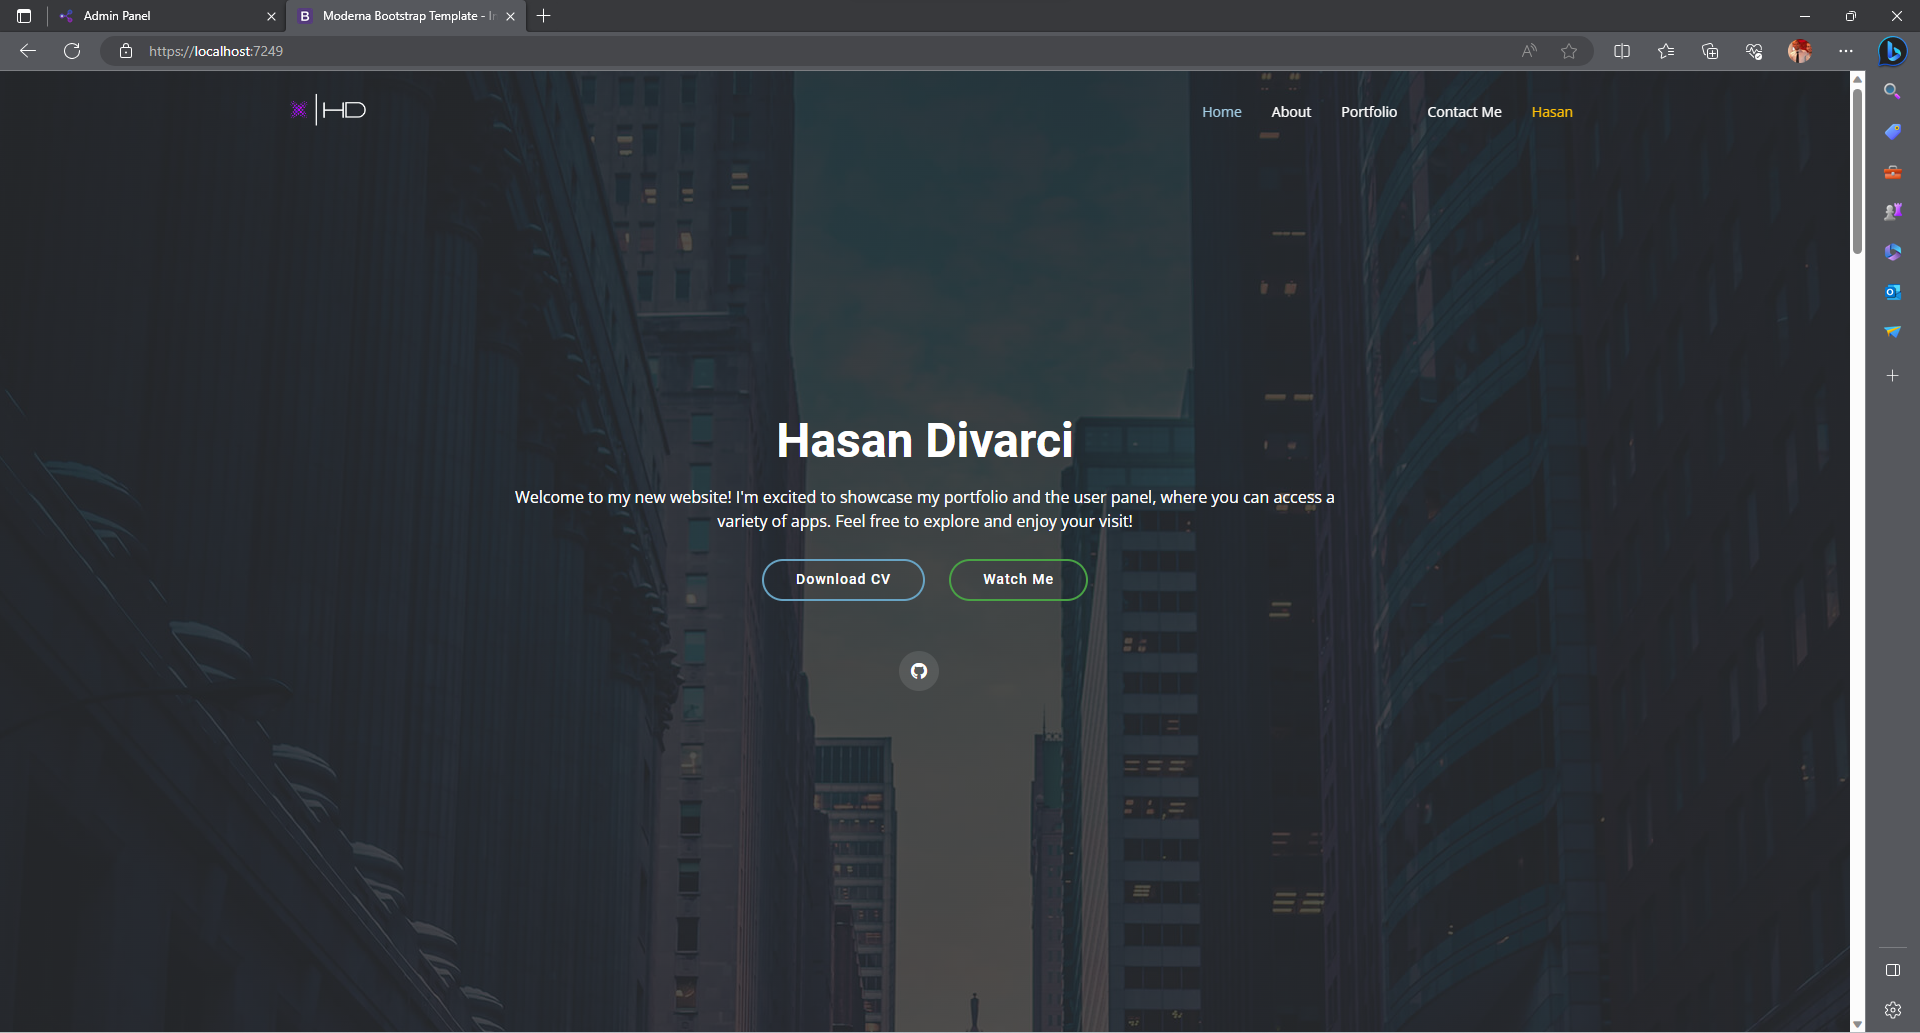 Admin Panel
Moderna Bootstrap Template - In
https://localhost:7249
HD
Home
About
Portfolio
Contact Me
Hasan
Hasan Divarci
Welcome to my new website! I'm excited to showcase my portfolio and the user panel, where you can access a
variety of apps. Feel free to explore and enjoy your visit!
Download CV
Watch Me